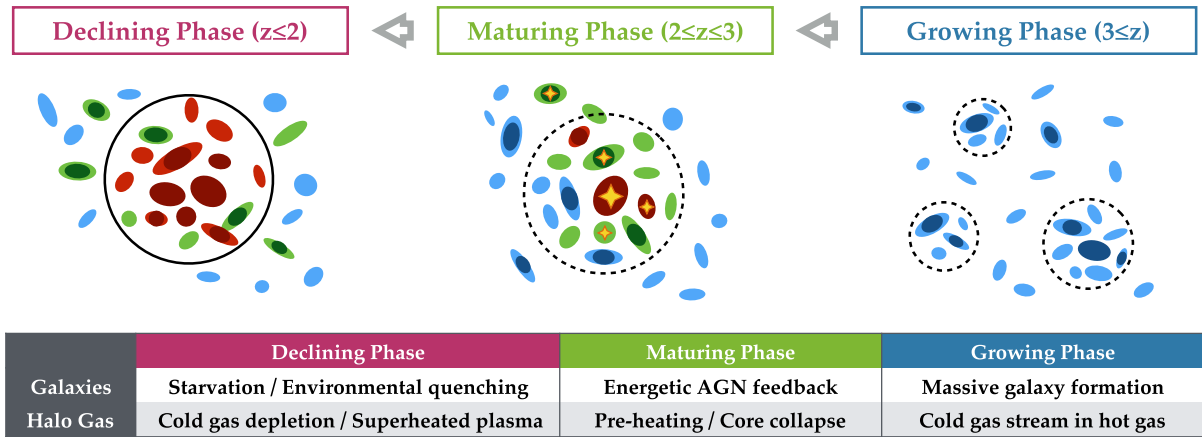 Declining Phase (z≤2)
Maturing Phase (2≤z≤3)
Growing Phase (3≤z)
Declining Phase
Maturing Phase
Growing Phase
Galaxies
Starvation / Environmental quenching
Energetic AGN feedback
Massive galaxy formation
Halo Gas
Cold gas depletion / Superheated plasma
Pre-heating / Core collapse
Cold gas stream in hot gas